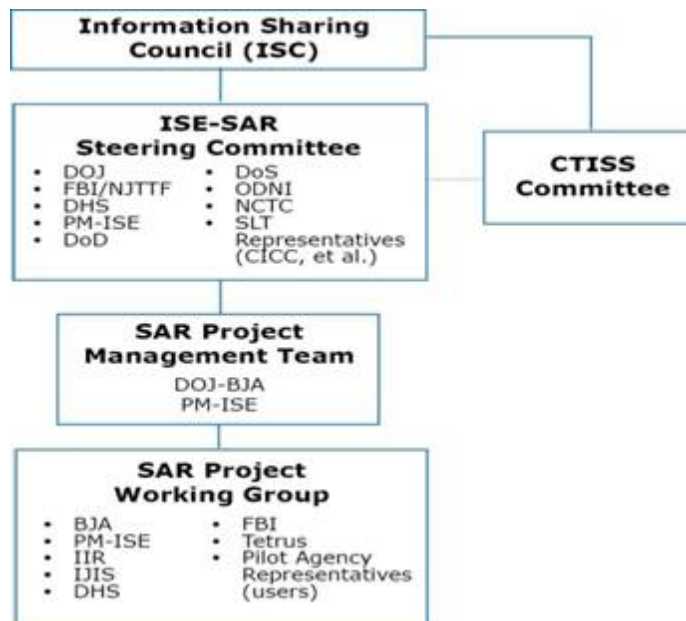 Information Sharing
Council (ISC)
ISE-SAR
Steering Committee
• DOJ
• FBI/NJTTF
• DHS
• PM-ISE
• DoD
• DoS
• ODNI
• NCTC
• SLT
Representatives
(CICC, et al.)
CTISS
Committee
SAR Project
Management Team
DOJ-BJA
PM-ISE
SAR Project
Working Group
• BJA
• PM-ISE
• IIR
• IJIS
• DHS
• FBI
• Tetrus
• Pilot Agency
Representatives
(users)